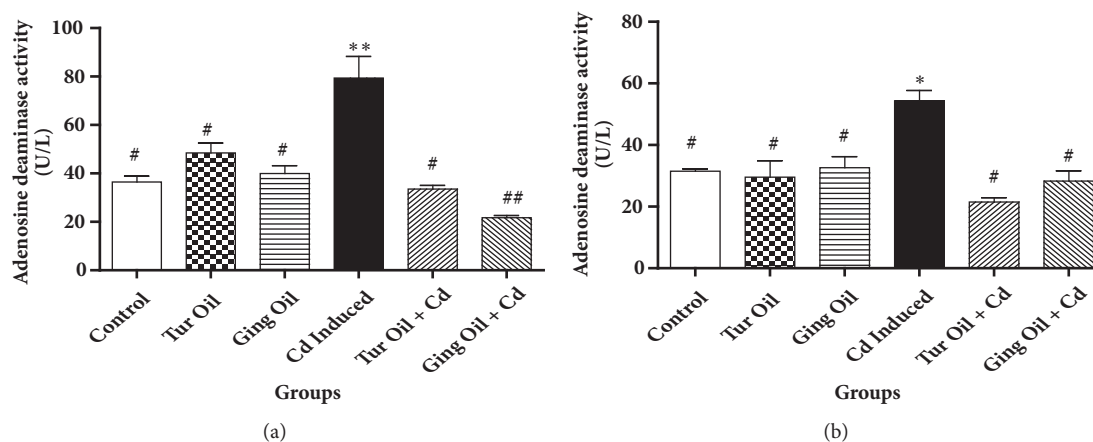 100
80
60
40
20
0
Adenosine deaminase activity
(U/L)
#
#
#
**
#
##
Control
Tur Oil
Ging Oil
Cd Induced
Tur Oil + Cd
Ging Oil + Cd
Groups
(a)
80
60
40
20
0
Adenosine deaminase activity
(U/L)
#
#
#
*
#
#
Control
Tur Oil
Ging Oil
Cd Induced
Tur Oil + Cd
Ging Oil + Cd
Groups
(b)